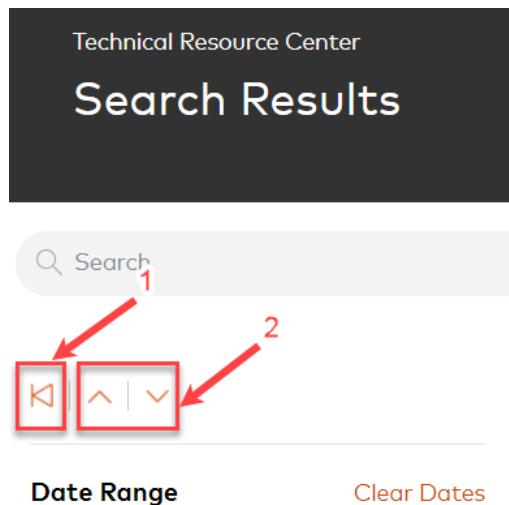 Technical Resource Center
Search Results
Search
1
2
Date Range
Clear Dates